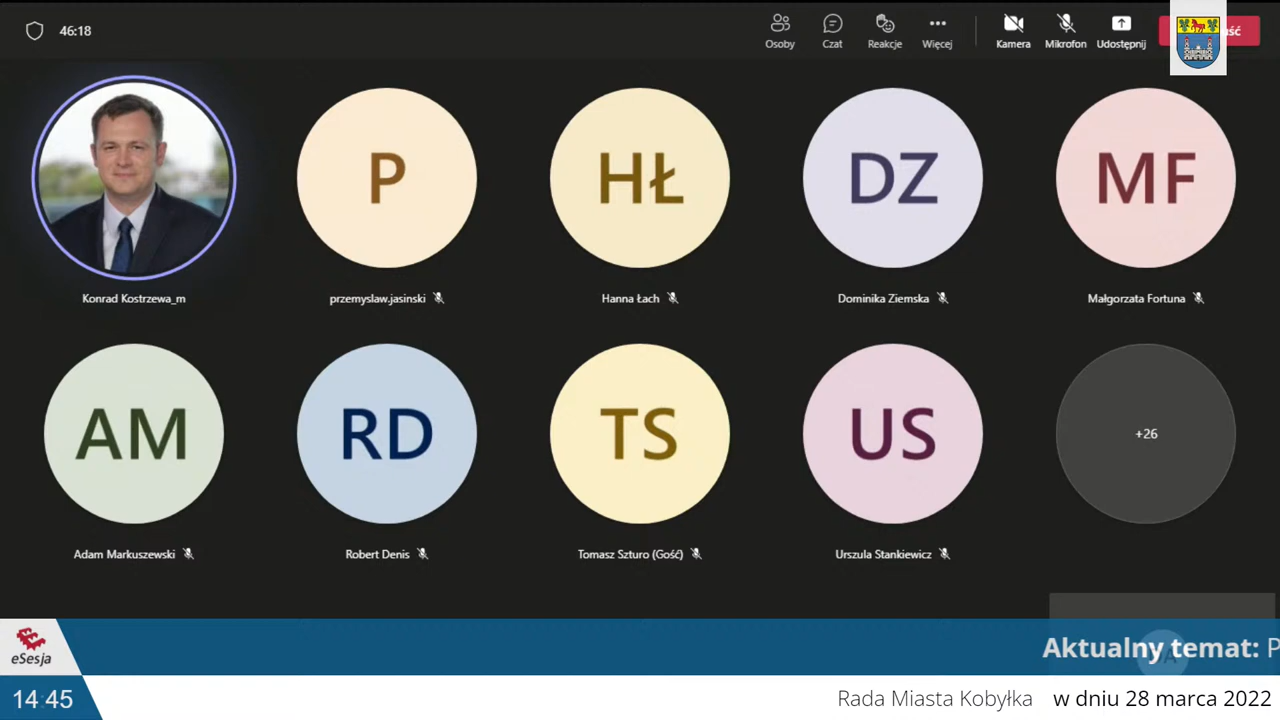 46:18
Osoby
Czat
Reakcje
Więcej
Kamera
Mikrofon
Udostępnij
ść
P
HŁ
DZ
MF
Konrad Kostrzewa_m
przemyslaw.jasinski
Hanna Łach
Dominika Ziemska
Małgorzata Fortuna
AM
RD
TS
US
+26
Adam Markuszewski
Robert Denis
Tomasz Szturo (Gość)
Urszula Stankiewicz
eSesja
Aktualny temat: P
14:45
Rada Miasta Kobyłka w dniu 28 marca 2022